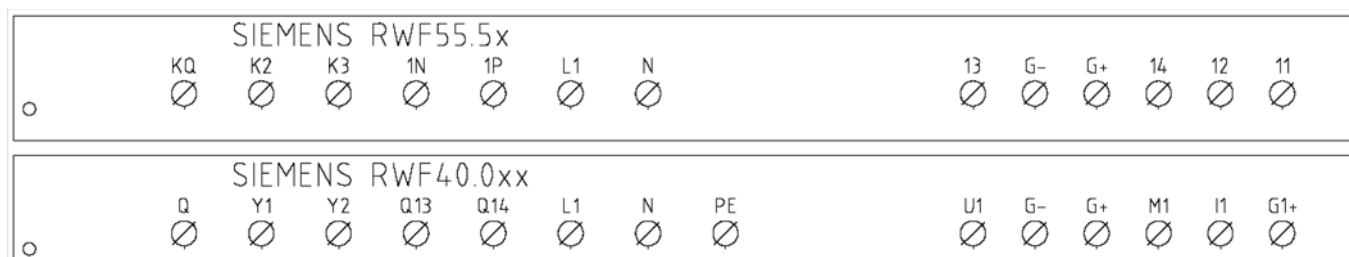 SIEMENS RWF55.5x
KQ K2 K3 1N 1P L1 N 13 G- G+ 14 12 11
SIEMENS RWF40.0xx
Q Y1 Y2 Q13 Q14 L1 N PE U1 G- G+ M1 I1 G1+